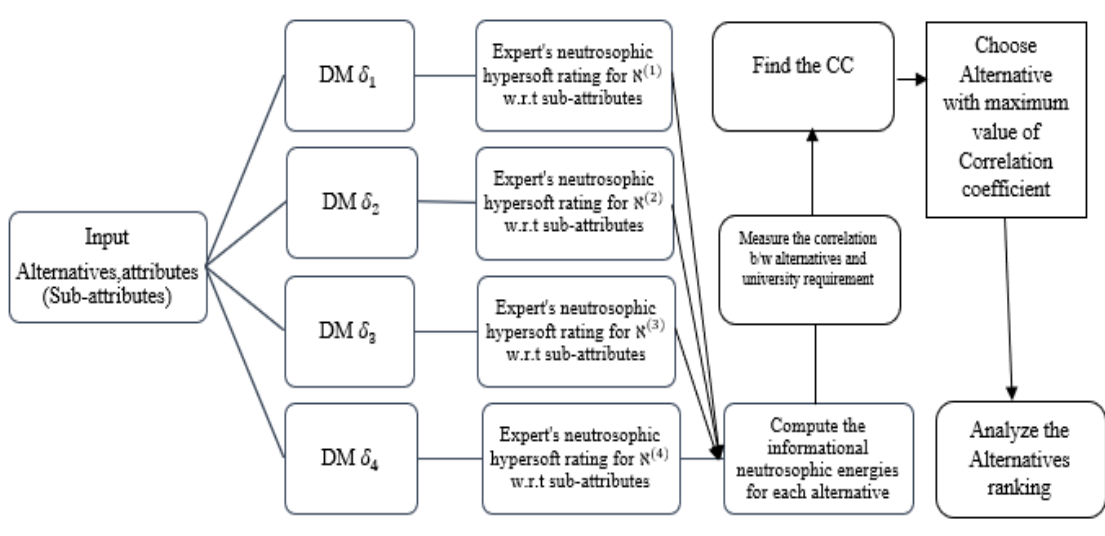 Input
Alternatives,attributes
(Sub-attributes)
DM δ₁
DM δ₂
DM δ₃
DM δ₄
Expert's neutrosophic
hypersoft rating for ℵ⁽¹⁾
w.r.t sub-attributes
Expert's neutrosophic
hypersoft rating for ℵ⁽²⁾
w.r.t sub-attributes
Expert's neutrosophic
hypersoft rating for ℵ⁽³⁾
w.r.t sub-attributes
Expert's neutrosophic
hypersoft rating for ℵ⁽⁴⁾
w.r.t sub-attributes
Compute the
informational
neutrosophic energies
for each alternative
Measure the correlation
b/w alternatives and
university requirement
Find the CC
Choose
Alternative
with maximum
value of
Correlation
coefficient
Analyze the
Alternatives
ranking